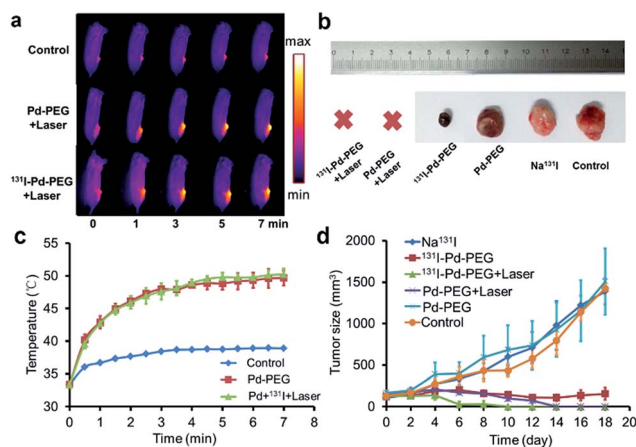 a
Control
Pd-PEG
+Laser
¹³¹I-Pd-PEG
+Laser
0 1 3 5 7 min
max
min
b
0 1 2 3 4 5 6 7 8 9 10 11 12 13 14
¹³¹I-Pd-PEG
+Laser
Pd-PEG
+Laser
¹³¹I-Pd-PEG
Pd-PEG
Na¹³¹I
Control
c
Temperature (℃)
55
50
45
40
35
30
0 1 2 3 4 5 6 7 8
Time (min)
Control
Pd-PEG
Pd+¹³¹I+Laser
d
Tumor size (mm³)
2000
1500
1000
500
0
0 2 4 6 8 10 12 14 16 18 20
Time (day)
Na¹³¹I
¹³¹I-Pd-PEG
¹³¹I-Pd-PEG+Laser
Pd-PEG+Laser
Pd-PEG
Control